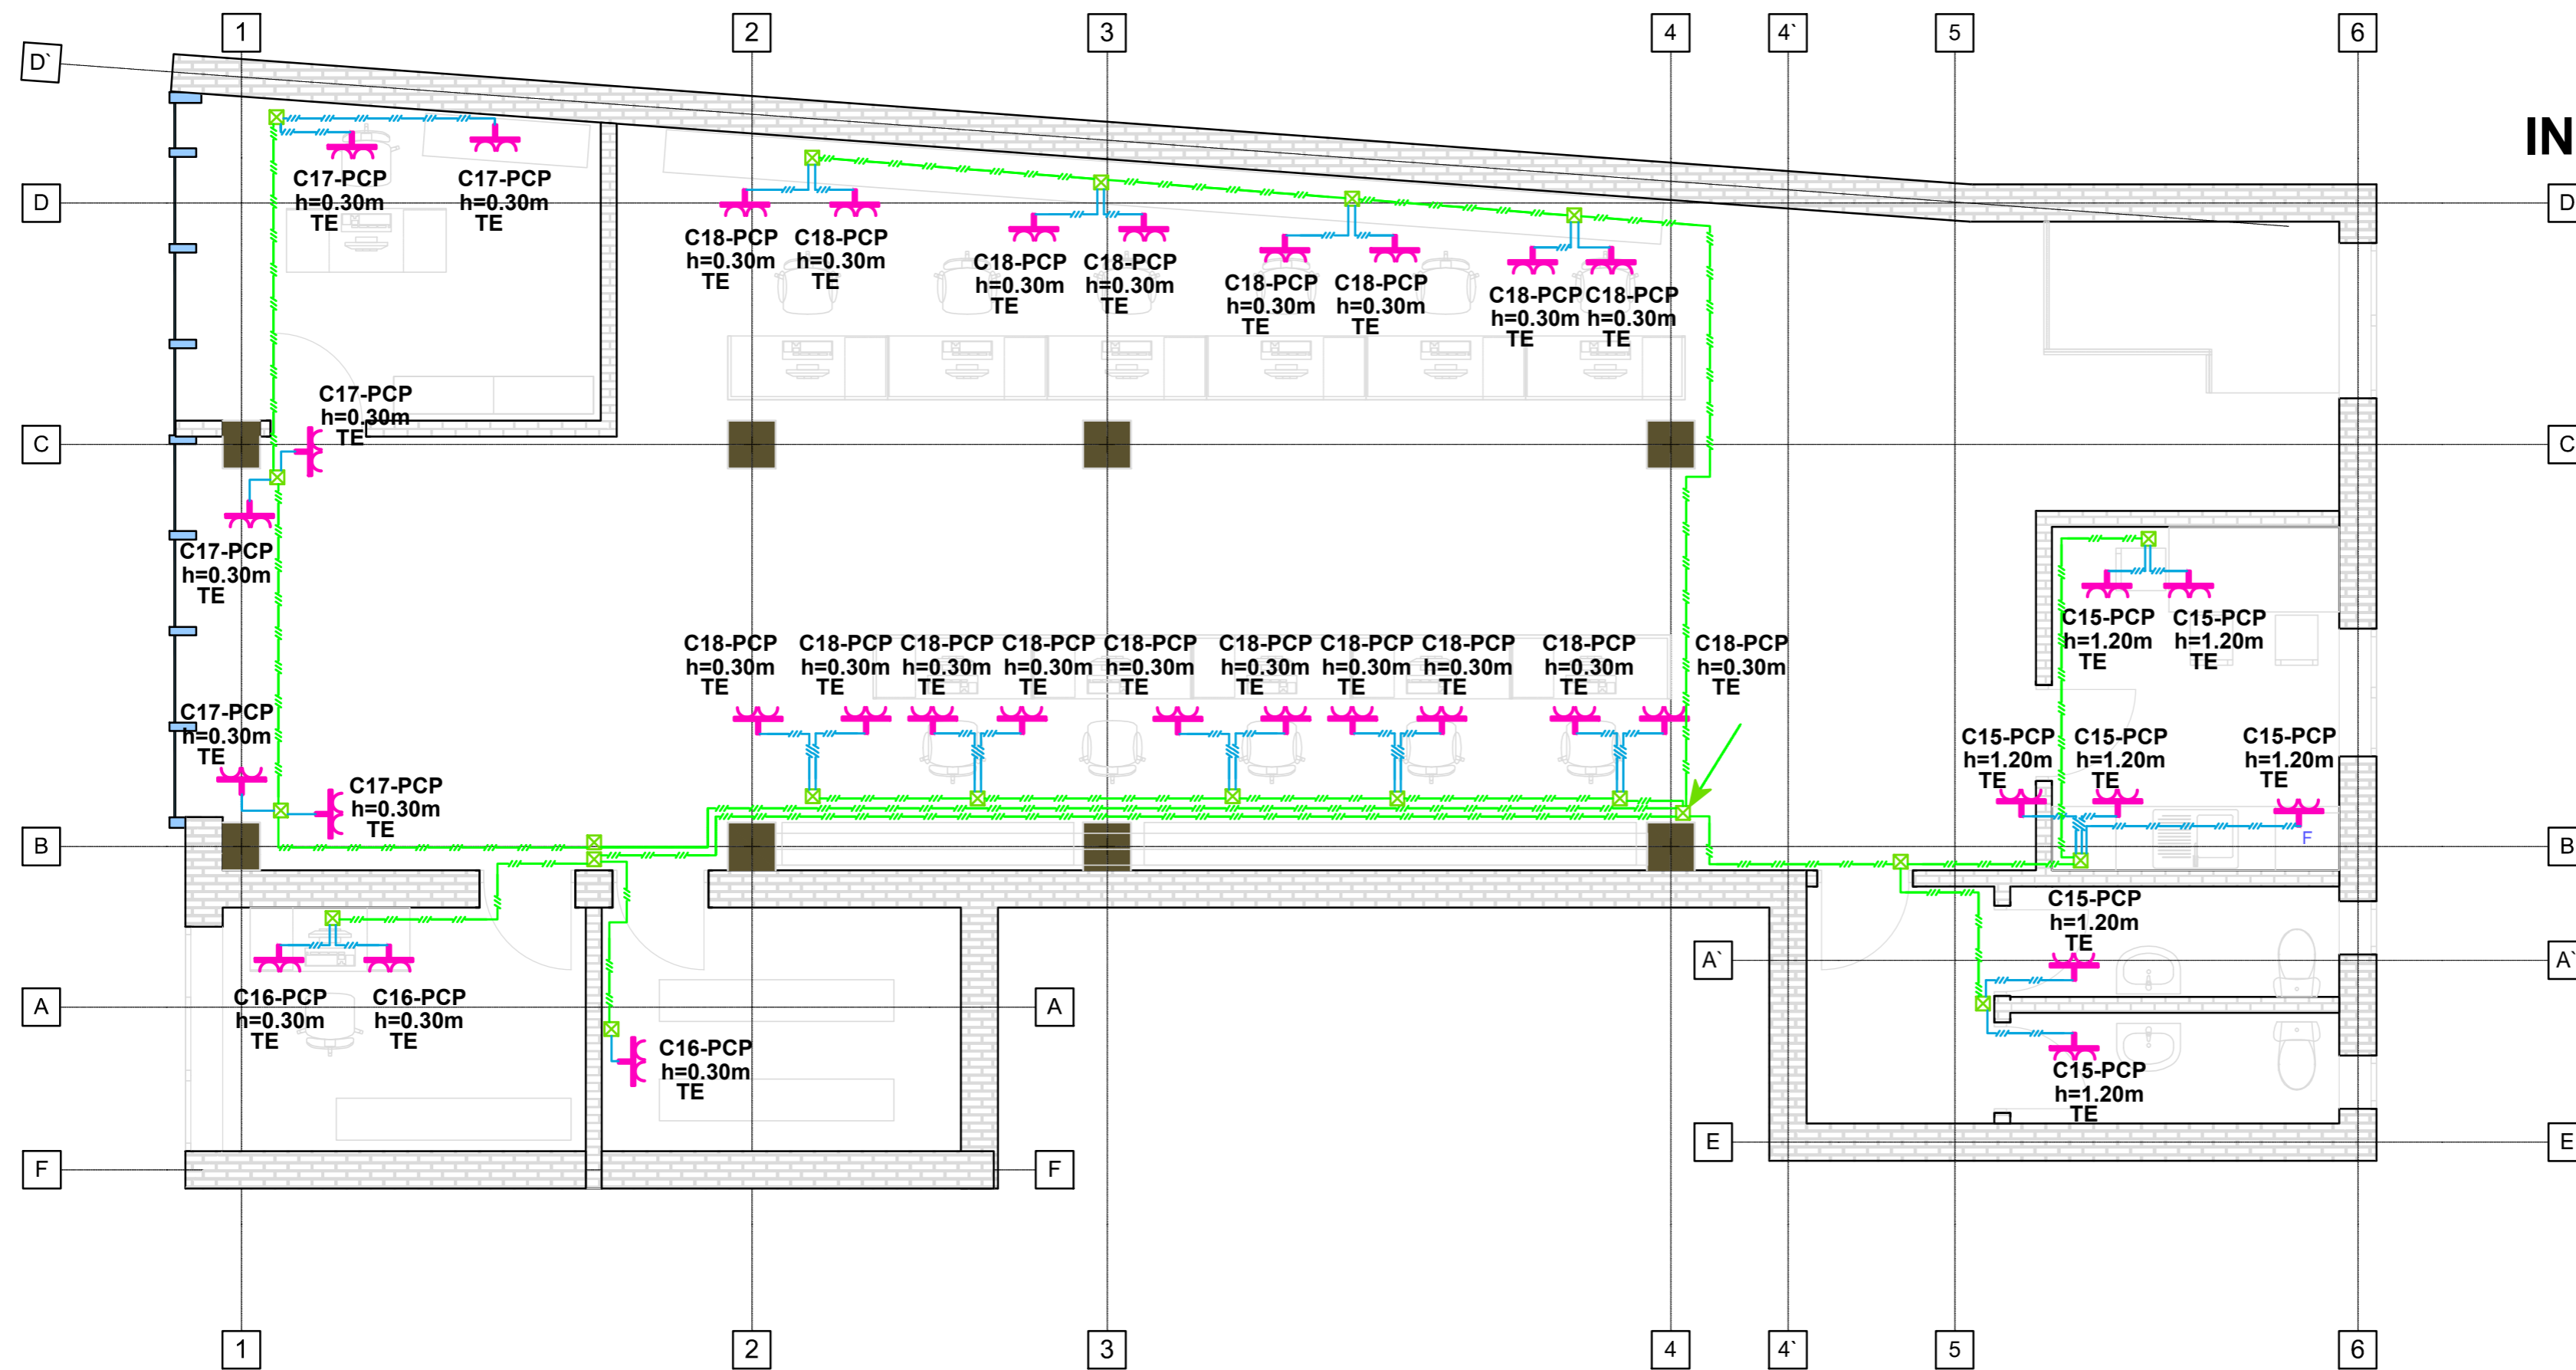 1
2
3
4
4`
5
6
D`
IN
D
D
C17-PCP
h=0.30m
TE
C17-PCP
h=0.30m
TE
C18-PCP
h=0.30m
TE
C18-PCP
h=0.30m
TE
C18-PCP
h=0.30m
TE
C18-PCP
h=0.30m
TE
C18-PCP
h=0.30m
TE
C18-PCP
h=0.30m
TE
C18-PCP
h=0.30m
TE
C18-PCP
h=0.30m
TE
C17-PCP
h=0.30m
TE
C
C
C17-PCP
h=0.30m
TE
C18-PCP
h=0.30m
TE
C18-PCP
h=0.30m
TE
C18-PCP
h=0.30m
TE
C18-PCP
h=0.30m
TE
C18-PCP
h=0.30m
TE
C18-PCP
h=0.30m
TE
C18-PCP
h=0.30m
TE
C18-PCP
h=0.30m
TE
C18-PCP
h=0.30m
TE
C18-PCP
h=0.30m
TE
C15-PCP
h=1.20m
TE
C15-PCP
h=1.20m
TE
C17-PCP
h=0.30m
TE
C17-PCP
h=0.30m
TE
C15-PCP
h=1.20m
TE
C15-PCP
h=1.20m
TE
C15-PCP
h=1.20m
TE
F
B
B
C15-PCP
h=1.20m
TE
A`
A`
C16-PCP
h=0.30m
TE
C16-PCP
h=0.30m
TE
A
A
C16-PCP
h=0.30m
TE
C15-PCP
h=1.20m
TE
E
E
F
F
1
2
3
4
4`
5
6